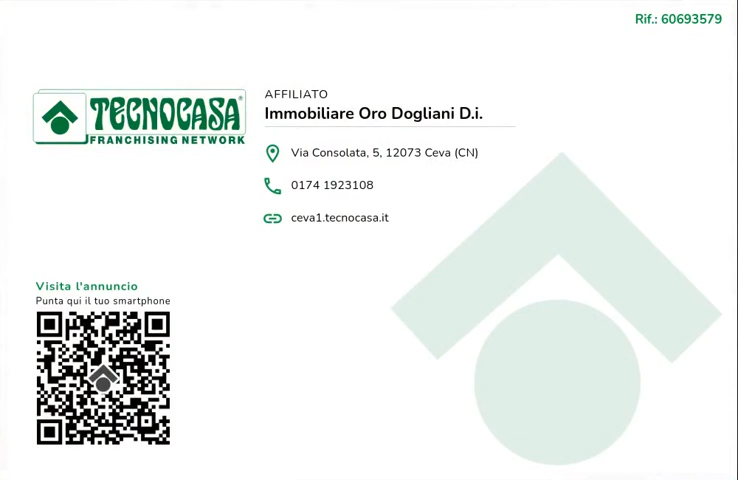 Rif.: 60693579
TECNOCASA®
FRANCHISING NETWORK
AFFILIATO
Immobiliare Oro Dogliani D.i.
Via Consolata, 5, 12073 Ceva (CN)
0174 1923108
ceva1.tecnocasa.it
Visita l'annuncio
Punta qui il tuo smartphone